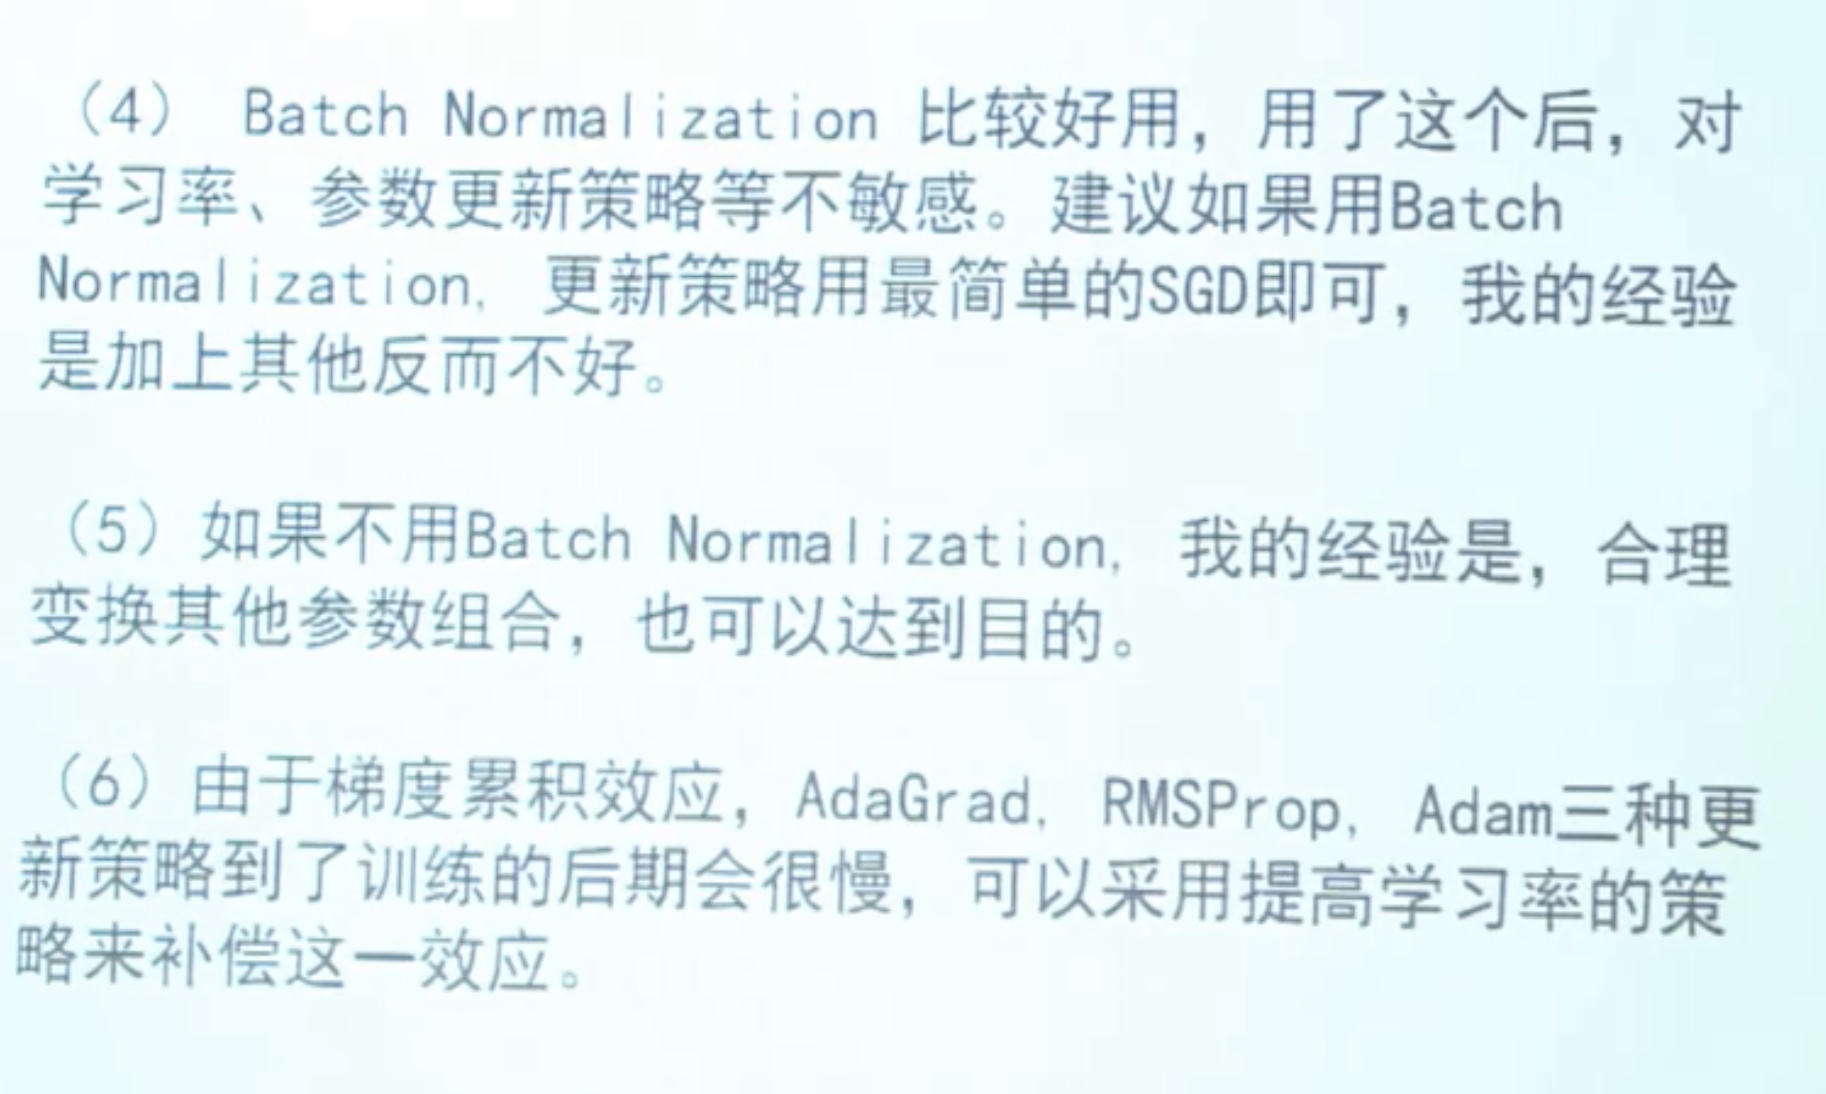 （4） Batch Normalization 比较好用，用了这个后，对
学习率、参数更新策略等不敏感。建议如果用Batch
Normalization, 更新策略用最简单的SGD即可，我的经验
是加上其他反而不好。
（5）如果不用Batch Normalization, 我的经验是，合理
变换其他参数组合，也可以达到目的。
（6）由于梯度累积效应，AdaGrad, RMSProp, Adam三种更
新策略到了训练的后期会很慢，可以采用提高学习率的策
略来补偿这一效应。